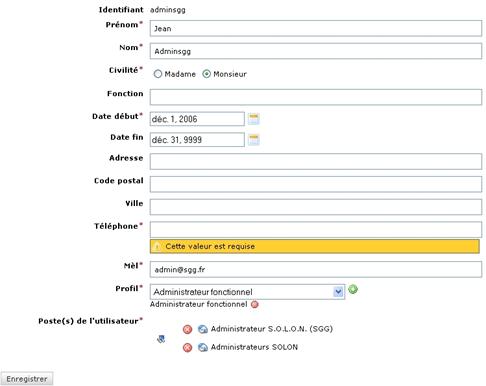 Identifiant adminsgg
Prénom* Jean
Nom* Adminsgg
Civilité* Madame Monsieur
Fonction
Date début* déc. 1, 2006
Date fin déc. 31, 9999
Adresse
Code postal
Ville
Téléphone*
Cette valeur est requise
Mèl* admin@sgg.fr
Profil* Administrateur fonctionnel
Administrateur fonctionnel
Poste(s) de l'utilisateur*
Administrateur S.O.L.O.N. (SGG)
Administrateurs SOLON
Enregistrer